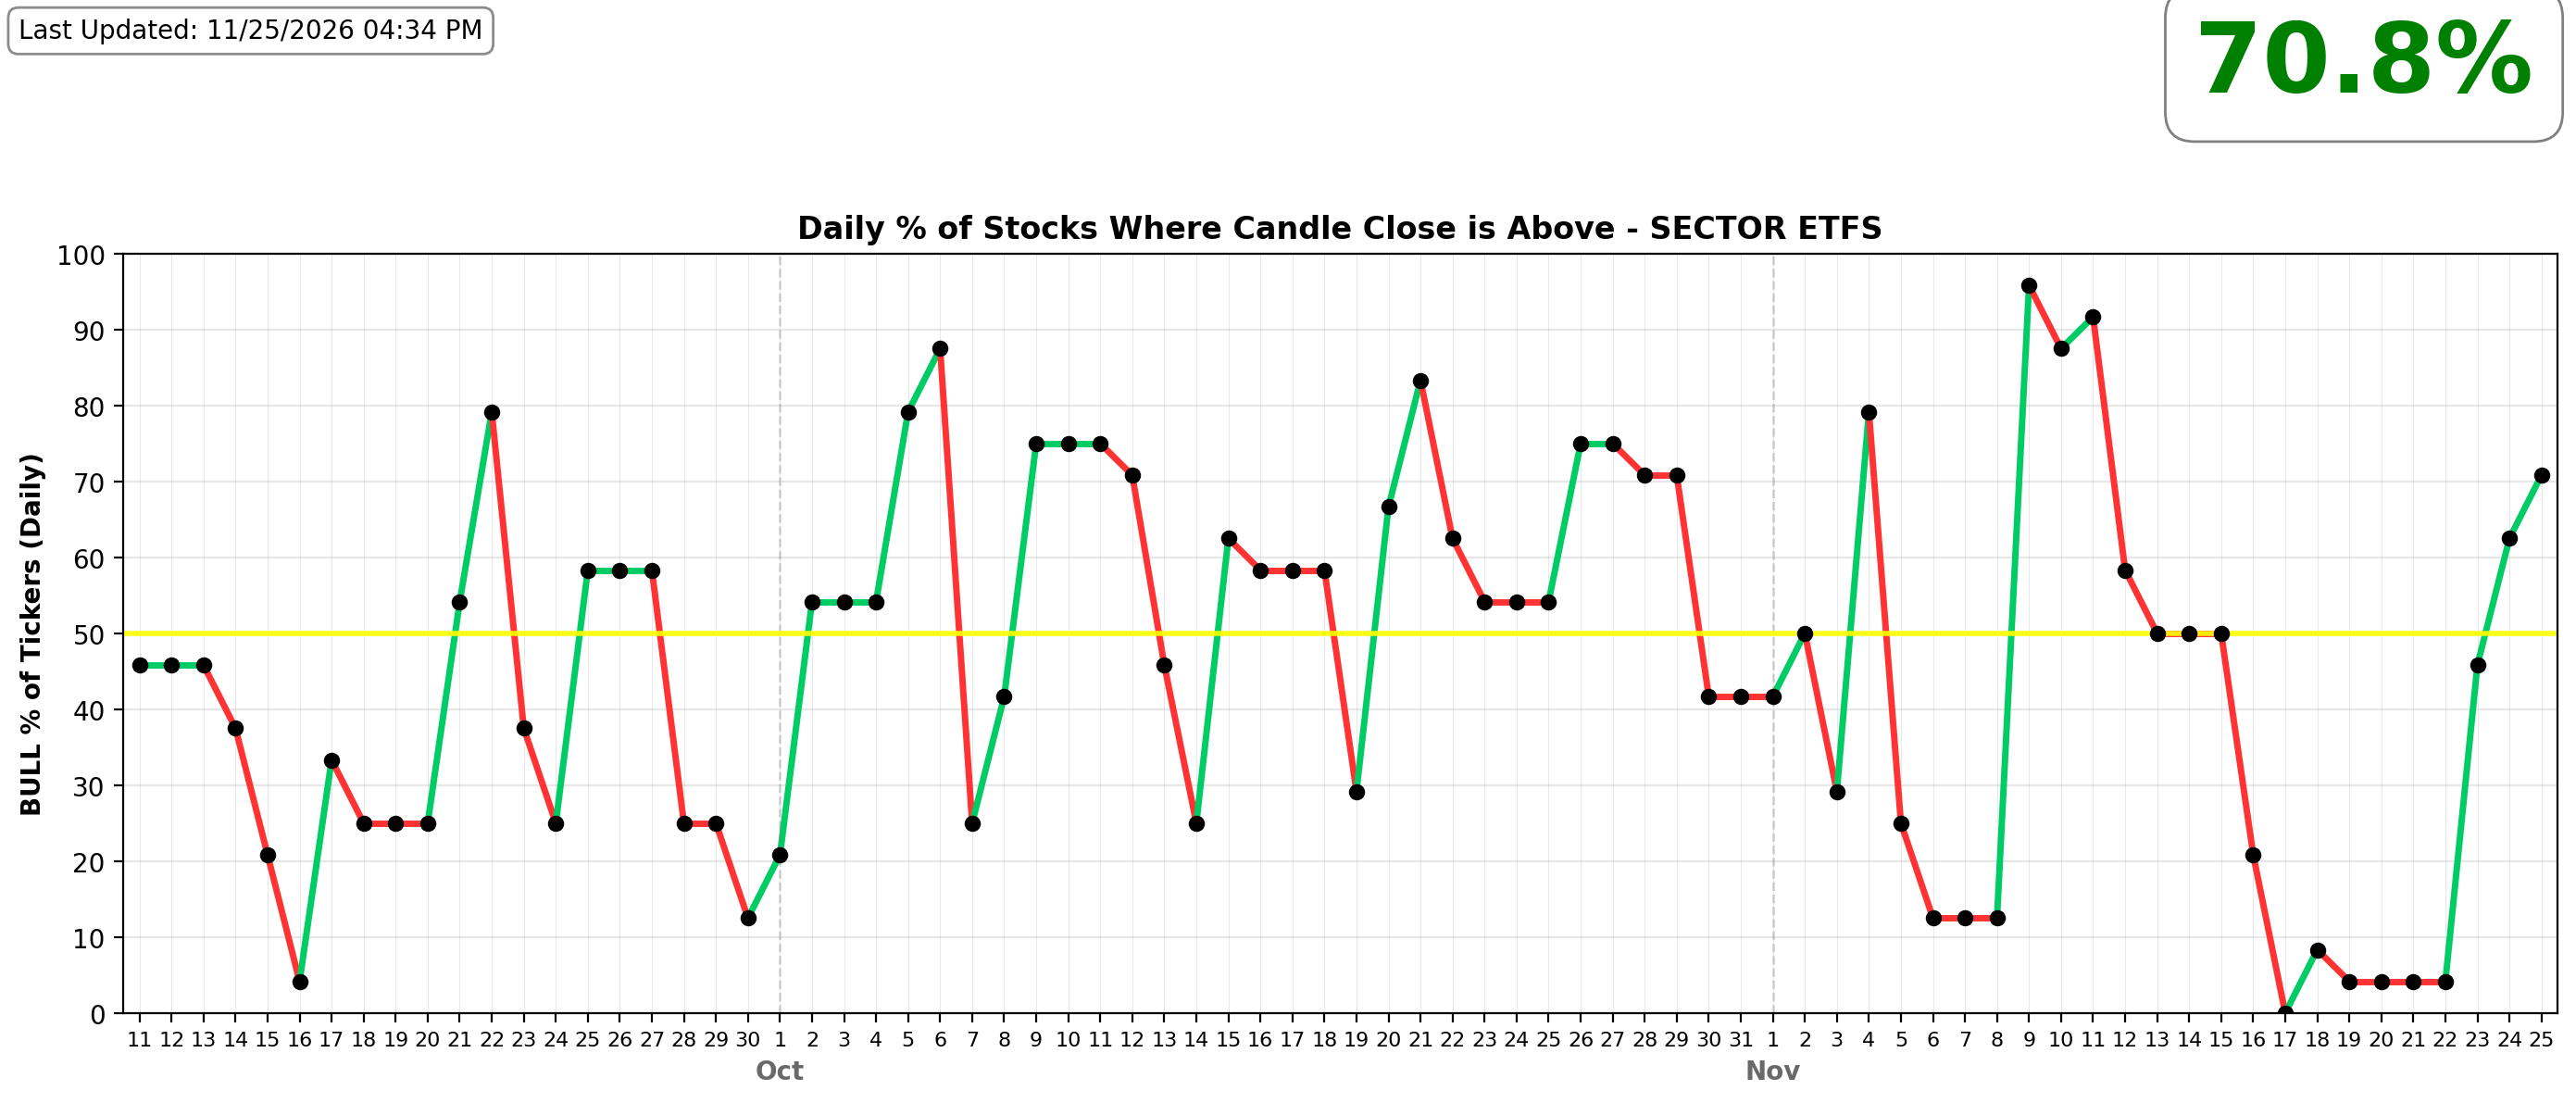 Last Updated: 11/25/2026 04:34 PM
70.8%
Daily % of Stocks Where Candle Close is Above - SECTOR ETFS
BULL % of Tickers (Daily)
100
90
80
70
60
50
40
30
20
10
0
11 12 13 14 15 16 17 18 19 20 21 22 23 24 25 26 27 28 29 30 1 2 3 4 5 6 7 8 9 10 11 12 13 14 15 16 17 18 19 20 21 22 23 24 25 26 27 28 29 30 31 1 2 3 4 5 6 7 8 9 10 11 12 13 14 15 16 17 18 19 20 21 22 23 24 25
Oct Nov